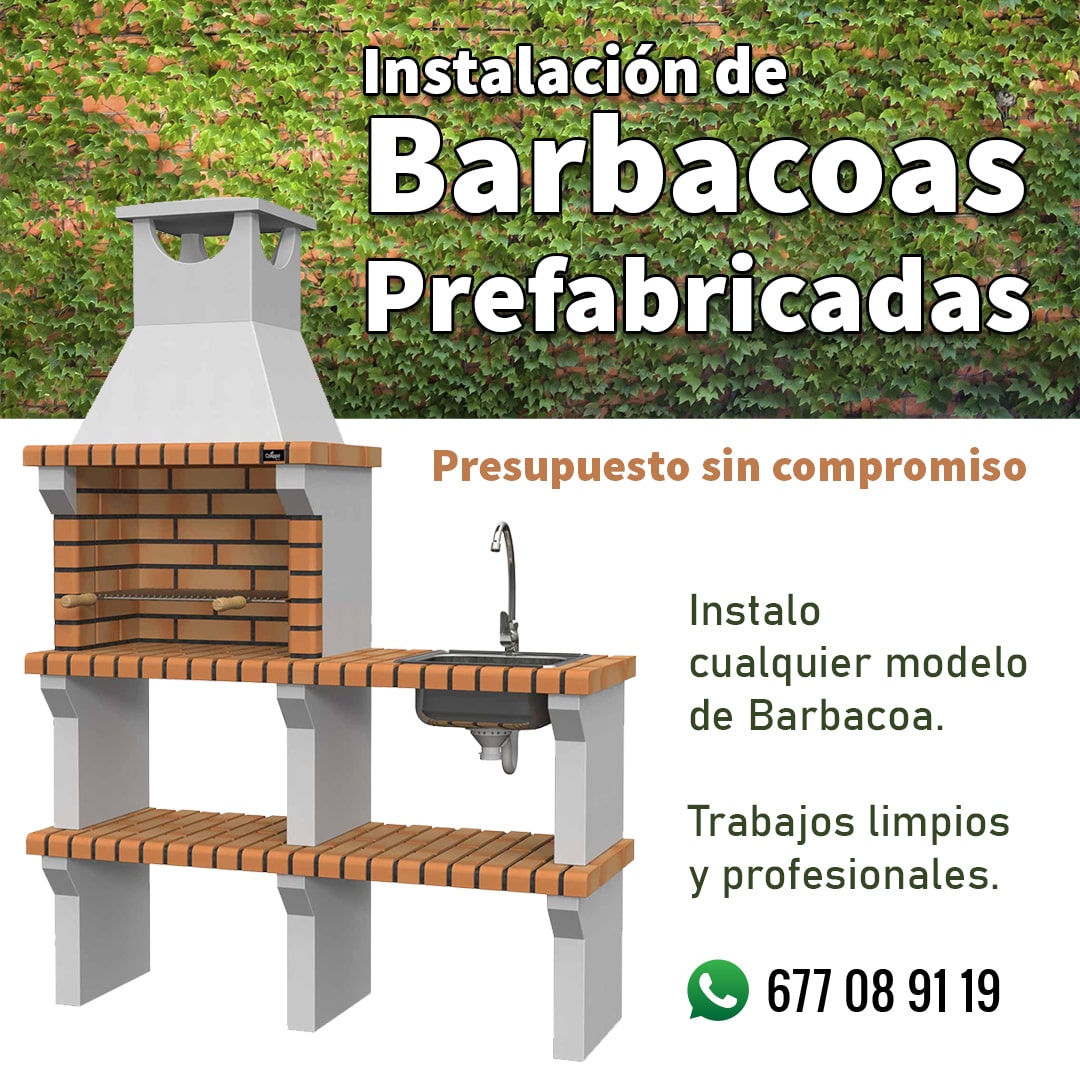 Instalación de
Barbacoas
Prefabricadas
Presupuesto sin compromiso
Instalo
cualquier modelo
de Barbacoa.
Trabajos limpios
y profesionales.
677 08 91 19